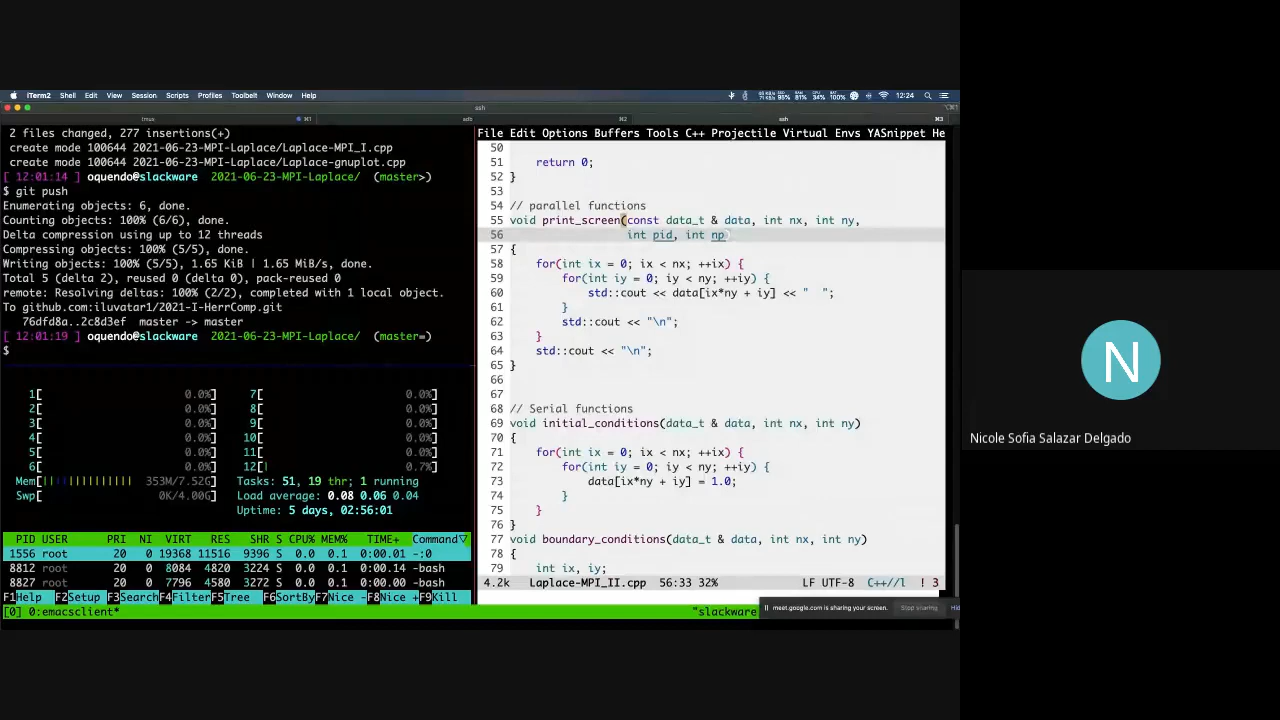 iTerm2 Shell Edit View Session Scripts Profiles Toolbelt Window Help 12:24
ssh
tmux ⌘1 adb ⌘2 ssh ⌘3
2 files changed, 277 insertions(+)
create mode 100644 2021-06-23-MPI-Laplace/Laplace-MPI_I.cpp
create mode 100644 2021-06-23-MPI-Laplace/Laplace-gnuplot.cpp
[ 12:01:14 ] oquendo@slackware 2021-06-23-MPI-Laplace/ (master>)
$ git push
Enumerating objects: 6, done.
Counting objects: 100% (6/6), done.
Delta compression using up to 12 threads
Compressing objects: 100% (5/5), done.
Writing objects: 100% (5/5), 1.65 KiB | 1.65 MiB/s, done.
Total 5 (delta 2), reused 0 (delta 0), pack-reused 0
remote: Resolving deltas: 100% (2/2), completed with 1 local object.
To github.com:iluvatar1/2021-I-HerrComp.git
76dfd8a..2c8d3ef master -> master
[ 12:01:19 ] oquendo@slackware 2021-06-23-MPI-Laplace/ (master=)
$
1[ 0.0%] 7[ 0.0%]
2[ 0.0%] 8[ 0.0%]
3[ 0.0%] 9[ 0.0%]
4[ 0.0%] 10[ 0.0%]
5[ 0.0%] 11[ 0.0%]
6[ 0.0%] 12[| 0.7%]
Mem[||||||||||||||| 353M/7.52G] Tasks: 51, 19 thr; 1 running
Swp[ 0K/4.00G] Load average: 0.08 0.06 0.04
Uptime: 5 days, 02:56:01
PID USER PRI NI VIRT RES SHR S CPU% MEM% TIME+ Command▽
1556 root 20 0 19368 11516 9396 S 0.0 0.1 0:00.01 -:0
8812 root 20 0 8084 4820 3224 S 0.0 0.1 0:00.14 -bash
8827 root 20 0 7796 4580 3272 S 0.0 0.1 0:00.00 -bash
F1Help F2Setup F3Search F4Filter F5Tree F6SortBy F7Nice - F8Nice + F9Kill
[0] 0:emacsclient* "slackware
File Edit Options Buffers Tools C++ Projectile Virtual Envs YASnippet He
50
51 return 0;
52 }
53
54 // parallel functions
55 void print_screen(const data_t & data, int nx, int ny,
56 int pid, int np)
57 {
58 for(int ix = 0; ix < nx; ++ix) {
59 for(int iy = 0; iy < ny; ++iy) {
60 std::cout << data[ix*ny + iy] << "  ";
61 }
62 std::cout << "\n";
63 }
64 std::cout << "\n";
65 }
66
67
68 // Serial functions
69 void initial_conditions(data_t & data, int nx, int ny)
70 {
71 for(int ix = 0; ix < nx; ++ix) {
72 for(int iy = 0; iy < ny; ++iy) {
73 data[ix*ny + iy] = 1.0;
74 }
75 }
76 }
77 void boundary_conditions(data_t & data, int nx, int ny)
78 {
79 int ix, iy;
4.2k Laplace-MPI_II.cpp 56:33 32% LF UTF-8 C++//l ! 3
meet.google.com is sharing your screen. Stop sharing Hid
N
Nicole Sofia Salazar Delgado